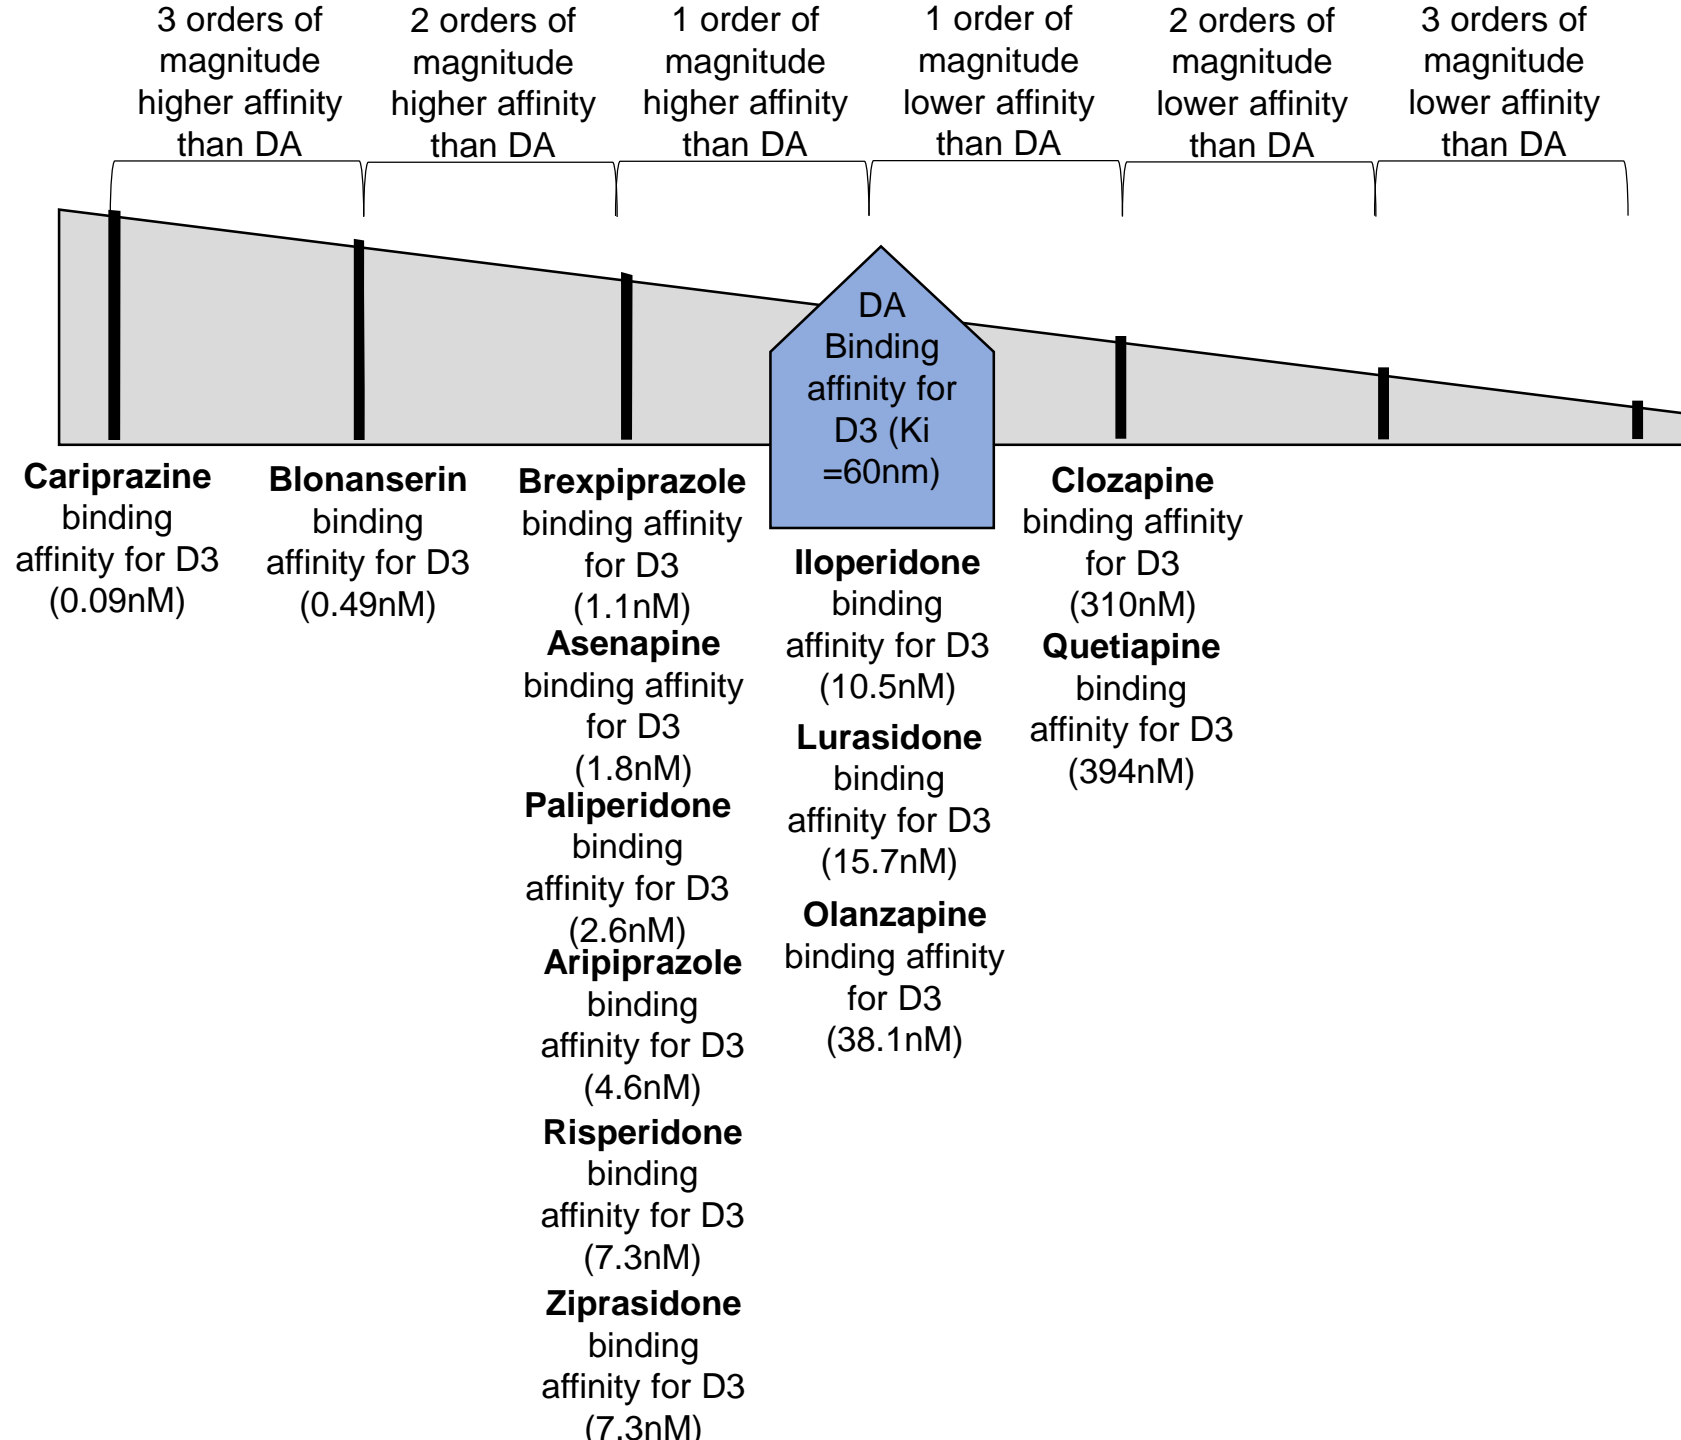 3 orders of
magnitude
higher affinity
than DA
2 orders of
magnitude
higher affinity
than DA
1 order of
magnitude
higher affinity
than DA
1 order of
magnitude
lower affinity
than DA
2 orders of
magnitude
lower affinity
than DA
3 orders of
magnitude
lower affinity
than DA
DA
Binding
affinity for
D3 (Ki
=60nm)
Cariprazine
binding
affinity for D3
(0.09nM)
Blonanserin
binding
affinity for D3
(0.49nM)
Brexpiprazole
binding affinity
for D3
(1.1nM)
Asenapine
binding affinity
for D3
(1.8nM)
Paliperidone
binding
affinity for D3
(2.6nM)
Aripiprazole
binding
affinity for D3
(4.6nM)
Risperidone
binding
affinity for D3
(7.3nM)
Ziprasidone
binding
affinity for D3
(7.3nM)
Iloperidone
binding
affinity for D3
(10.5nM)
Lurasidone
binding
affinity for D3
(15.7nM)
Olanzapine
binding affinity
for D3
(38.1nM)
Clozapine
binding affinity
for D3
(310nM)
Quetiapine
binding
affinity for D3
(394nM)